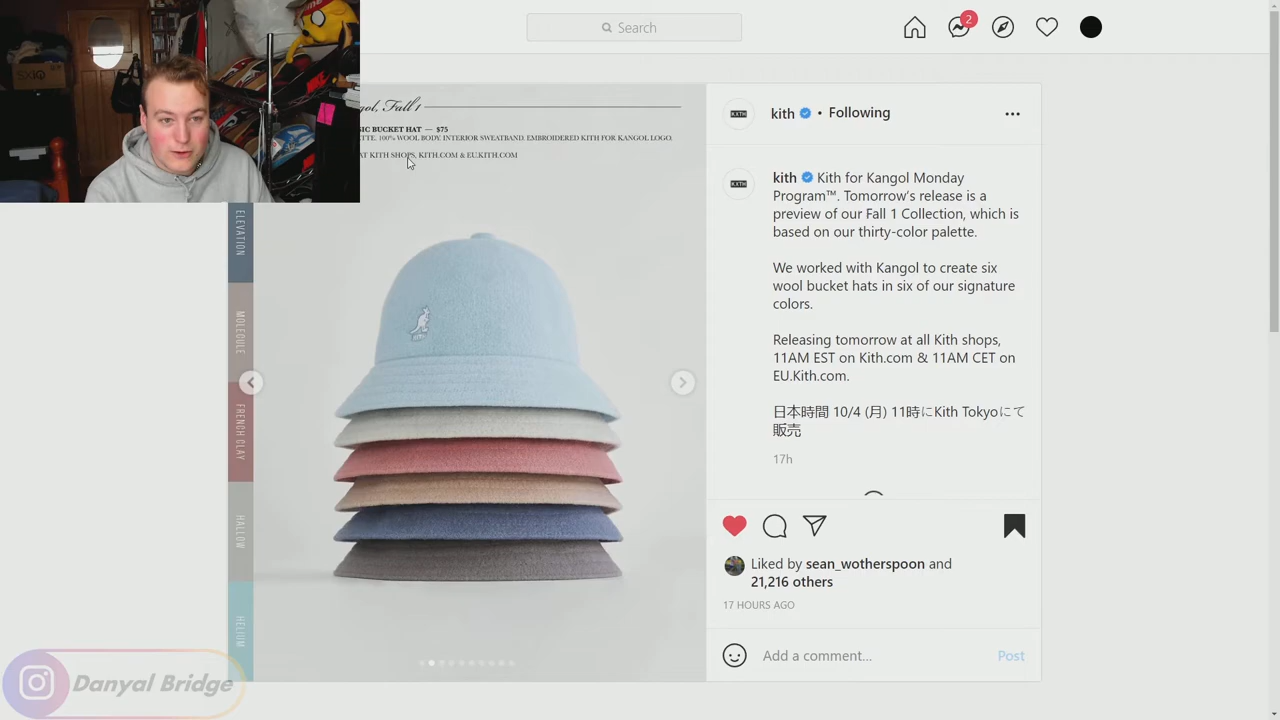 Search
2
gol, Fall 1
SIC BUCKET HAT — $75
TTE. 100% WOOL BODY. INTERIOR SWEATBAND. EMBROIDERED KITH FOR KANGOL LOGO.
AT KITH SHOPS, KITH.COM & EU.KITH.COM
ELEVATION
MOLECULE
FRENCH CLAY
HALLOW
HELIUM
KITH
kith • Following
KITH
kith Kith for Kangol Monday
Program™. Tomorrow's release is a
preview of our Fall 1 Collection, which is
based on our thirty-color palette.
We worked with Kangol to create six
wool bucket hats in six of our signature
colors.
Releasing tomorrow at all Kith shops,
11AM EST on Kith.com & 11AM CET on
EU.Kith.com.
日本時間 10/4 (月) 11時にKith Tokyoにて
販売
17h
Liked by sean_wotherspoon and
21,216 others
17 HOURS AGO
Add a comment...
Post
Danyal Bridge